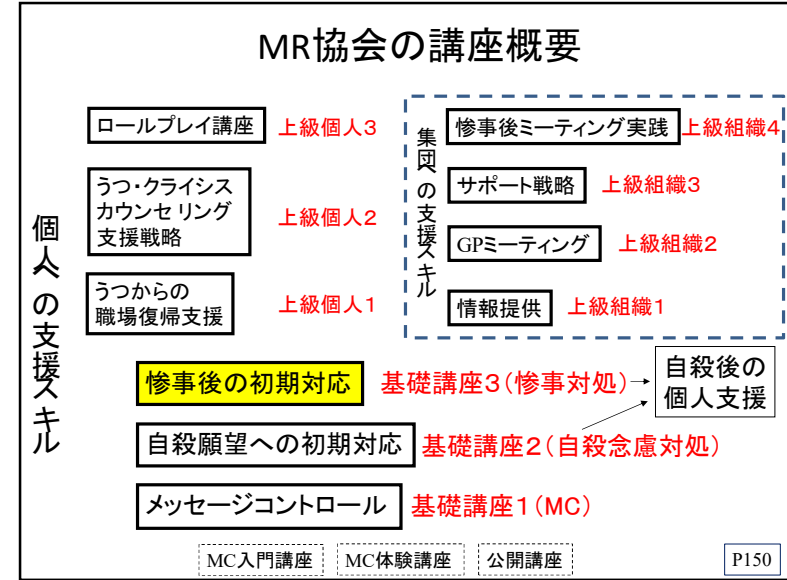 MR協会の講座概要
個人への支援スキル
ロールプレイ講座
上級個人3
うつ・クライシス
カウンセリング
支援戦略
上級個人2
うつからの
職場復帰支援
上級個人1
集団への支援スキル
惨事後ミーティング実践
上級組織4
サポート戦略
上級組織3
GPミーティング
上級組織2
情報提供
上級組織1
惨事後の初期対応
基礎講座3(惨事対処)
自殺後の
個人支援
自殺願望への初期対応
基礎講座2(自殺念慮対処)
メッセージコントロール
基礎講座1(MC)
MC入門講座
MC体験講座
公開講座
P150